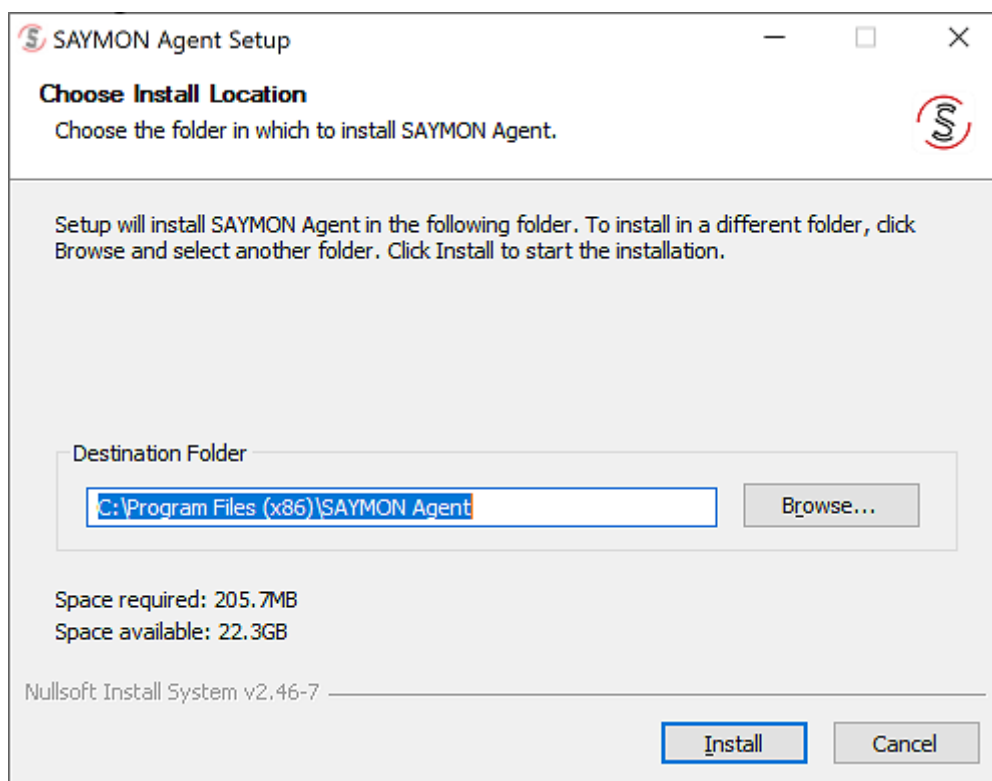 SAYMON Agent Setup
Choose Install Location
Choose the folder in which to install SAYMON Agent.
Setup will install SAYMON Agent in the following folder. To install in a different folder, click
Browse and select another folder. Click Install to start the installation.
Destination Folder
C:\Program Files (x86)\SAYMON Agent
Browse...
Space required: 205.7MB
Space available: 22.3GB
Nullsoft Install System v2.46-7
Install
Cancel